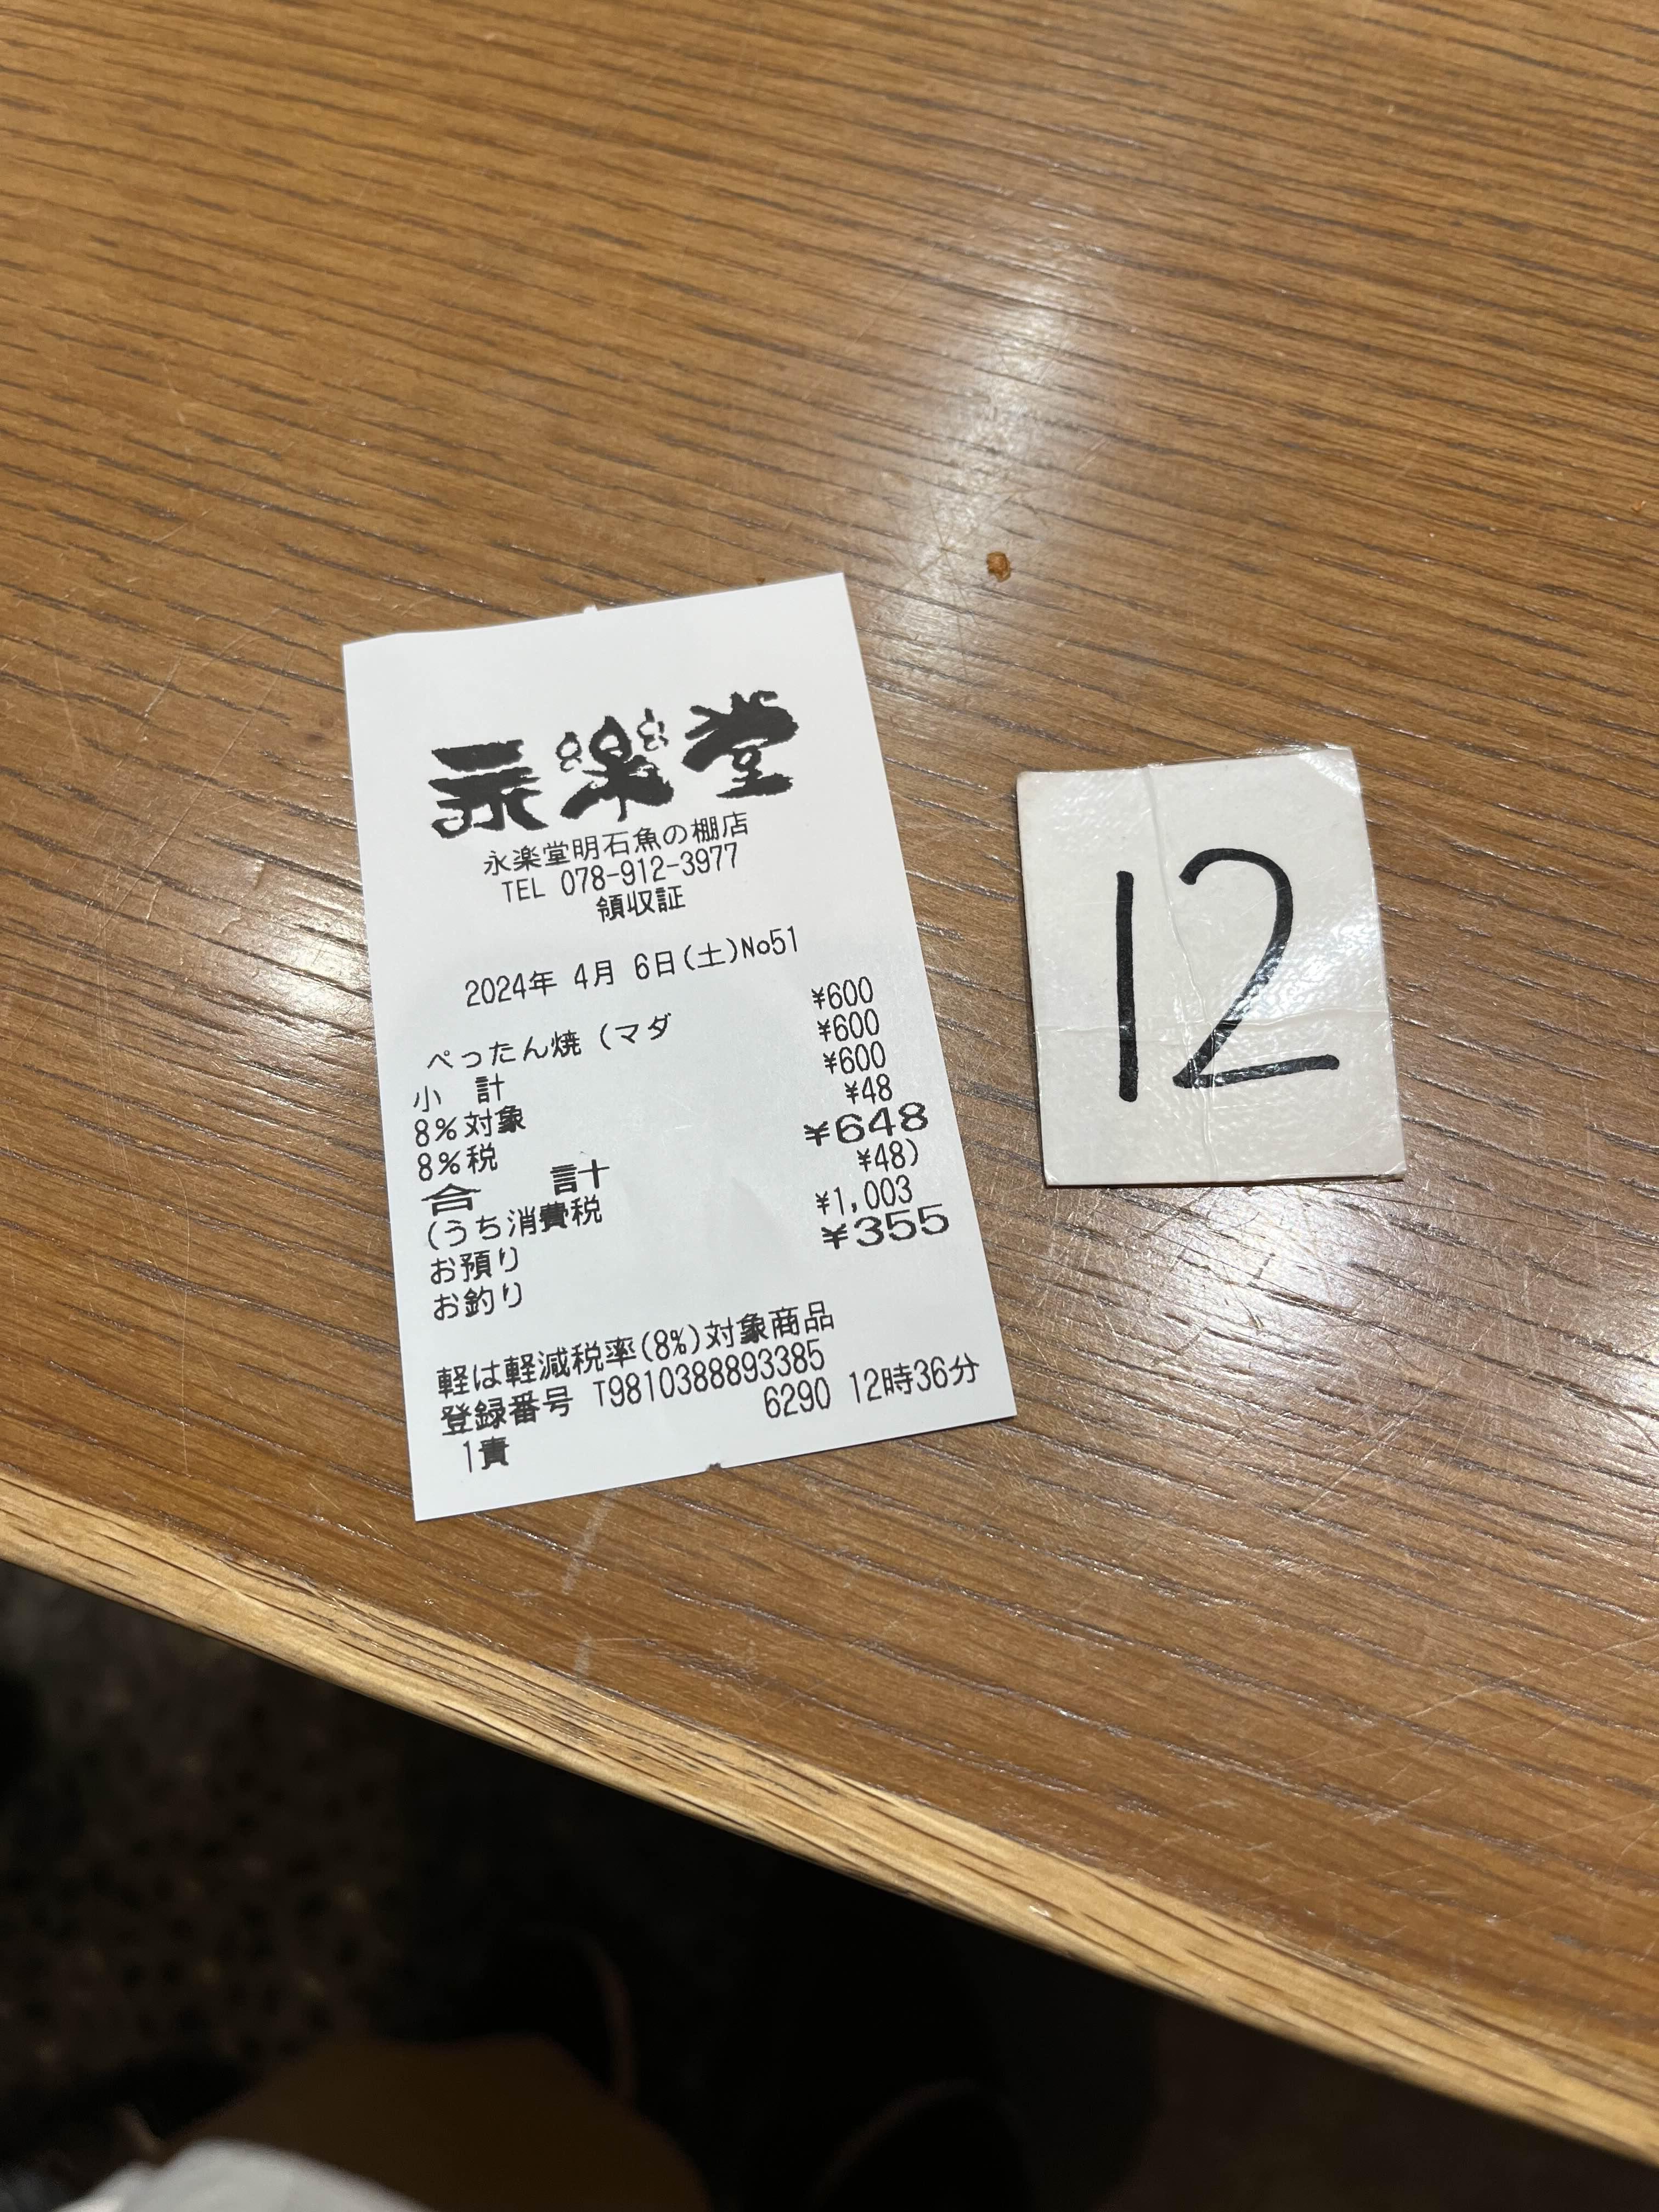 永楽堂
永楽堂明石魚の棚店
TEL 078-912-3977
領収証
2024年 4月 6日(土)No51
ぺったん焼 (マダ ¥600
小 計 ¥600
8%対象 ¥600
8%税 ¥48
合 計 ¥648
(うち消費税 ¥48)
お預り ¥1,003
お釣り ¥355
軽は軽減税率(8%)対象商品
登録番号 T9810388893385
1責 6290 12時36分
12